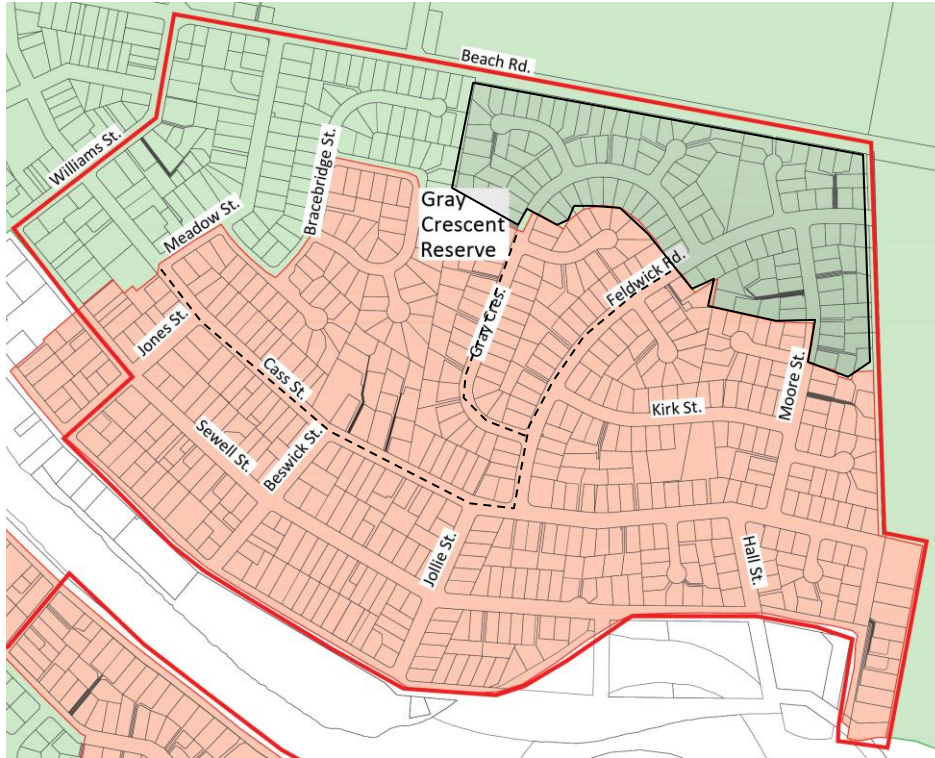 Beach Rd.
Williams St.
Bracebridge St.
Meadow St.
Gray
Crescent
Reserve
Feldwick Rd.
Gray Cres.
Jones St.
Cass St.
Moore St.
Kirk St.
Sewell St.
Beswick St.
Jollie St.
Hall St.